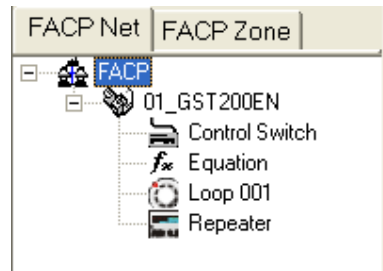 FACP Net FACP Zone
FACP
01_GST200EN
Control Switch
Equation
Loop 001
Repeater